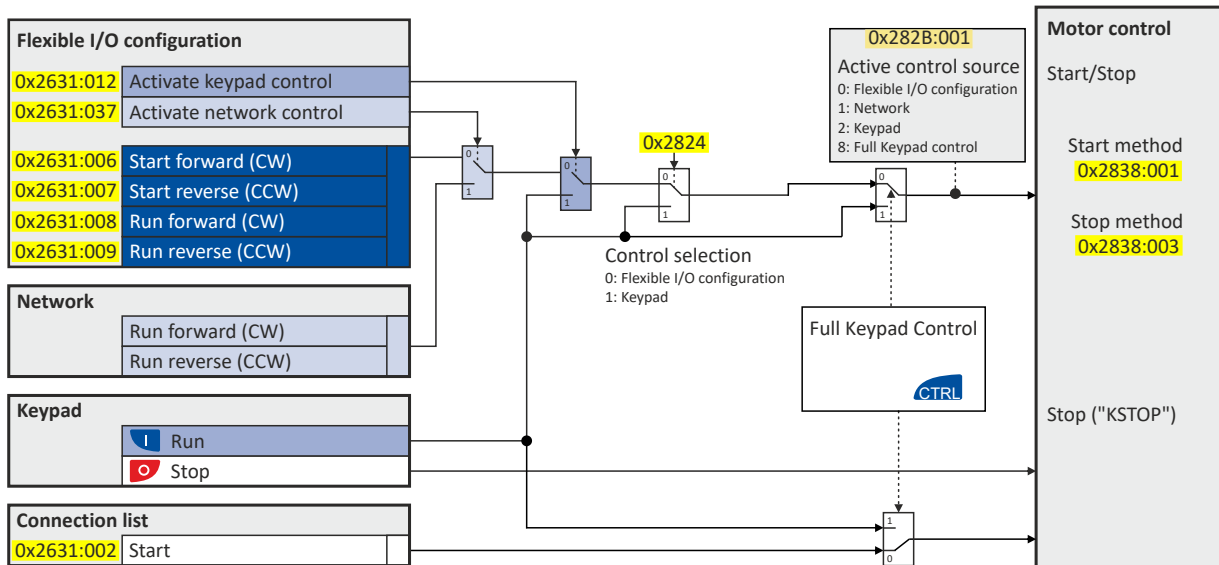 Flexible I/O configuration
0x2631:012 Activate keypad control
0x2631:037 Activate network control
0x2631:006 Start forward (CW)
0x2631:007 Start reverse (CCW)
0x2631:008 Run forward (CW)
0x2631:009 Run reverse (CCW)
Network
Run forward (CW)
Run reverse (CCW)
Keypad
I Run
O Stop
Connection list
0x2631:002 Start
0
1
0
1
0x2824
0
1
Control selection
0: Flexible I/O configuration
1: Keypad
0x282B:001
Active control source
0: Flexible I/O configuration
1: Network
2: Keypad
8: Full Keypad control
0
1
Full Keypad Control
CTRL
1
0
Motor control
Start/Stop
Start method
0x2838:001
Stop method
0x2838:003
Stop ("KSTOP")